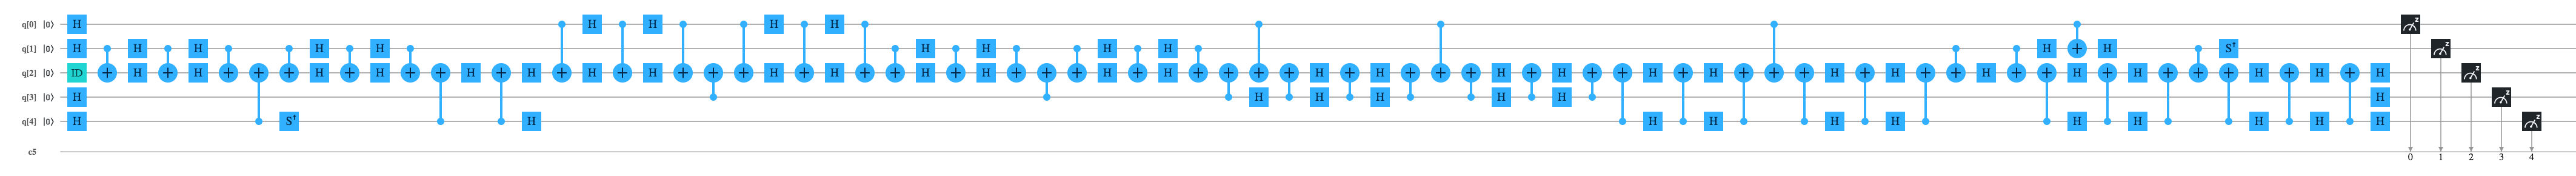 q[0] |0⟩ H H H H H z
q[1] |0⟩ H H H H H H H H H H + H S† z
q[2] |0⟩ ID + H + H + + + H + H + + H + H + H + H + + + H + H + + H + H + + + H + H + + + + H + H + + + H + H + + H + H + + + H + H + + H + + H + H + + + H + H + H z
q[3] |0⟩ H H H H H H H z
q[4] |0⟩ H S† H H H H H H H H H H z
c5 0 1 2 3 4